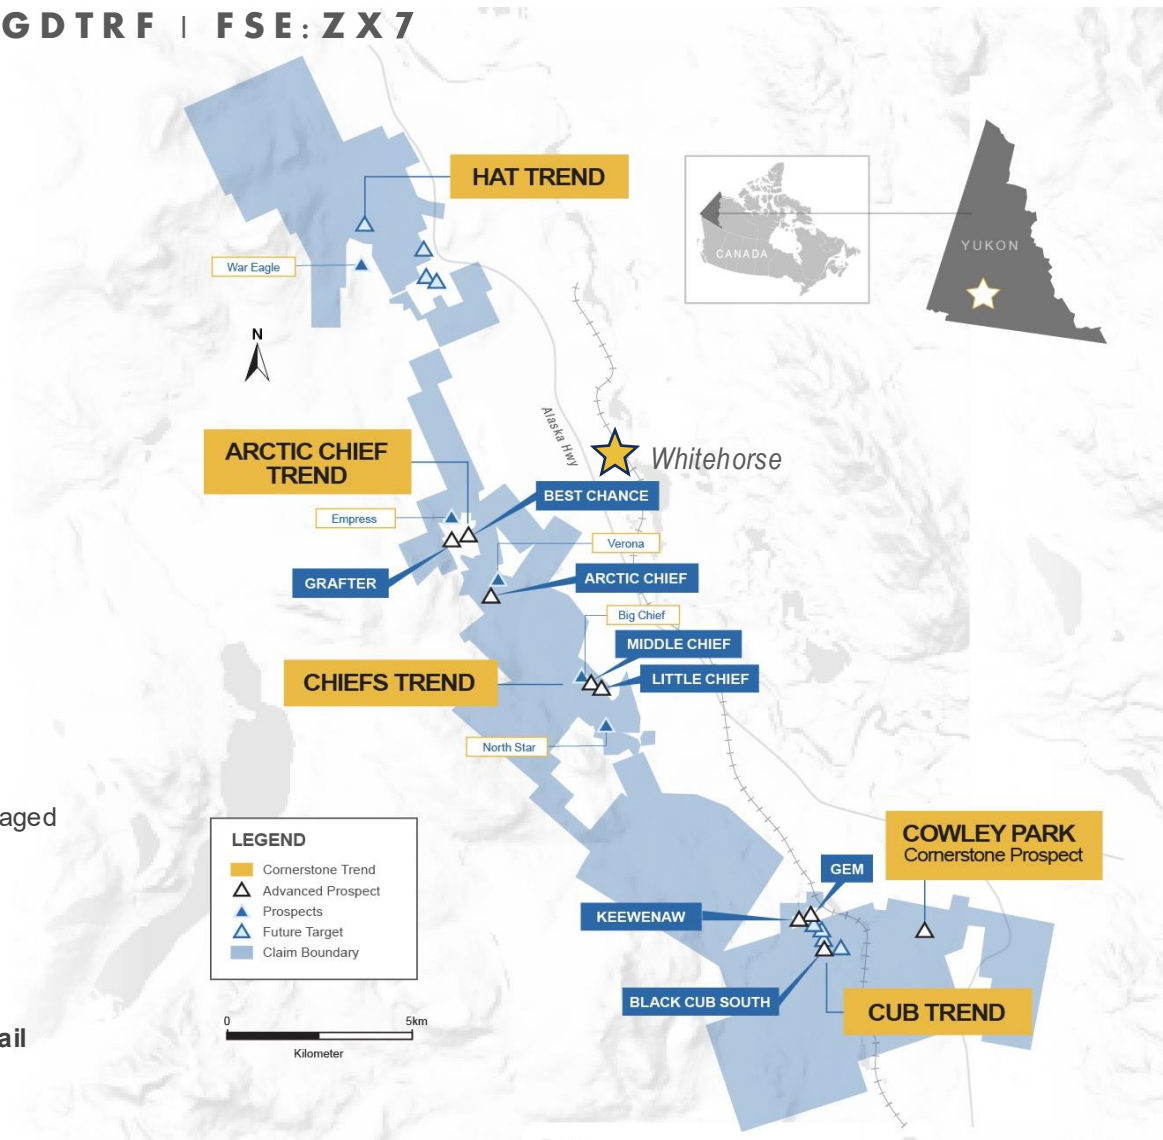 GDTRF | FSE:ZX7
HAT TREND
War Eagle
CANADA
YUKON
N
Alaska Hwy
Whitehorse
ARCTIC CHIEF
TREND
BEST CHANCE
Empress
Verona
GRAFTER
ARCTIC CHIEF
Big Chief
MIDDLE CHIEF
CHIEFS TREND
LITTLE CHIEF
North Star
aged
LEGEND
Cornerstone Trend
Advanced Prospect
Prospects
Future Target
Claim Boundary
COWLEY PARK
Cornerstone Prospect
GEM
KEEWENAW
BLACK CUB SOUTH
CUB TREND
ail
0 5km
Kilometer